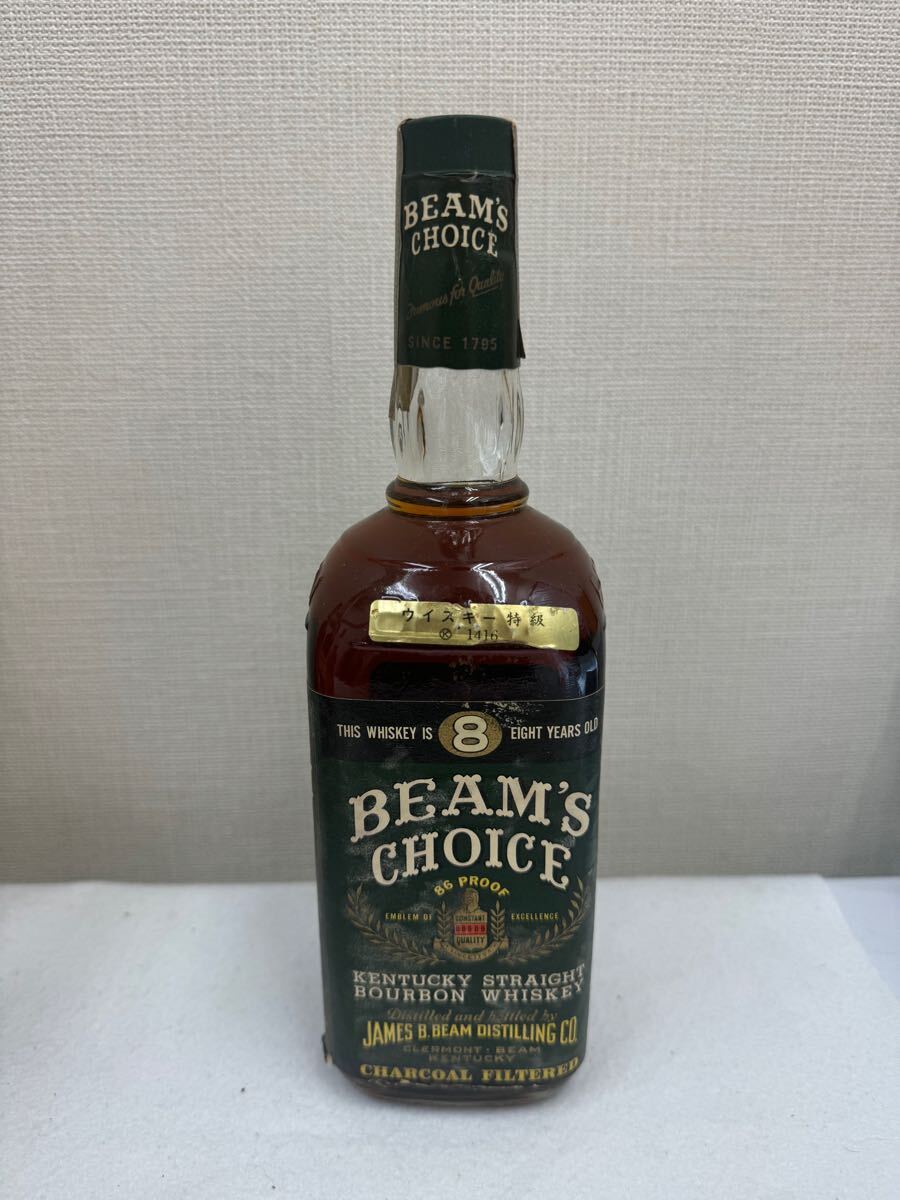 BEAM'S
CHOICE
Famous for Quality
SINCE 1795
ウイスキー特級
Ⓚ 1416
THIS WHISKEY IS 8 EIGHT YEARS OLD
BEAM'S
CHOICE
86 PROOF
EMBLEM OF EXCELLENCE
CONSTANT
QUALITY
KENTUCKY STRAIGHT
BOURBON WHISKEY
Distilled and bottled by
JAMES B. BEAM DISTILLING CO.
CLERMONT · BEAM
KENTUCKY
CHARCOAL FILTERED